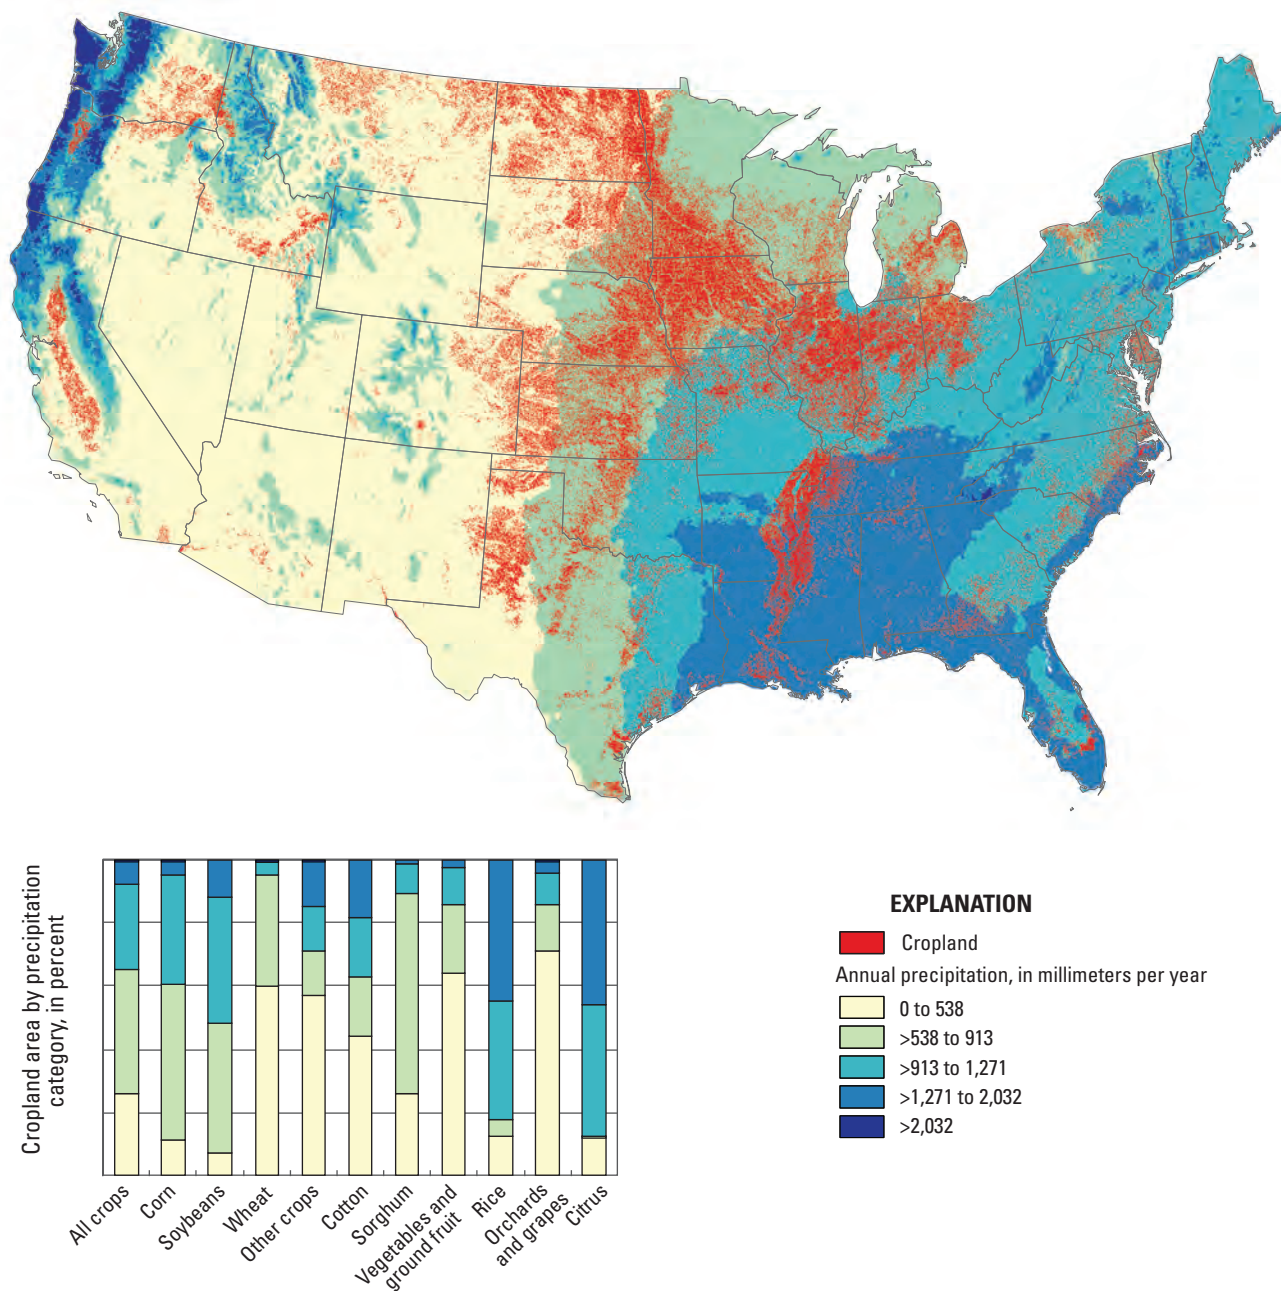 Cropland area by precipitation
category, in percent
All crops
Corn
Soybeans
Wheat
Other crops
Cotton
Sorghum
Vegetables and
ground fruit
Rice
Orchards
and grapes
Citrus
EXPLANATION
Cropland
Annual precipitation, in millimeters per year
0 to 538
>538 to 913
>913 to 1,271
>1,271 to 2,032
>2,032